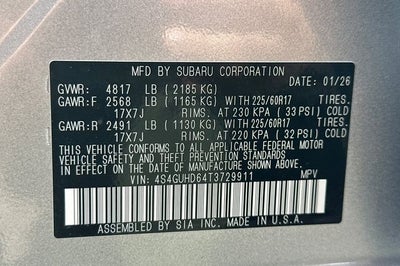 MFD. BY SUBARU CORPORATION DATE: 01/26
GVWR: 4817 LB ( 2185 KG)
GAWR: F 2568 LB ( 1165 KG) WITH 225/60R17 TIRES.
17X7J RIMS. AT 230 KPA ( 33 PSI) COLD
GAWR: R 2491 LB ( 1130 KG) WITH 225/60R17 TIRES.
17X7J RIMS. AT 220 KPA ( 32 PSI) COLD
THIS VEHICLE CONFORMS TO ALL APPLICABLE FEDERAL MOTOR
VEHICLE SAFETY, BUMPER, AND THEFT PREVENTION STANDARDS
IN EFFECT ON THE DATE OF MANUFACTURE SHOWN ABOVE.
VIN: 4S4GUHD64T3729911 MPV
ASSEMBLED BY SIA INC. MADE IN U.S.A.